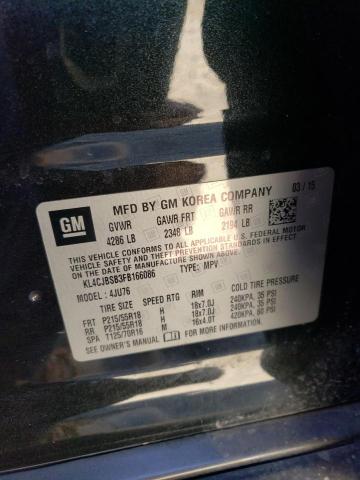 GM
MFD BY GM KOREA COMPANY 03/15
GVWR GAWR FRT GAWR RR
4286 LB 2348 LB 2194 LB
THIS VEHICLE CONFORMS TO ALL APPLICABLE U.S. FEDERAL MOTOR
VEHICLE SAFETY, BUMPER, AND THEFT PREVENTION STANDARDS IN
EFFECT ON THE DATE OF MANUFACTURE SHOWN ABOVE.
KL4CJBSB3FB166086 TYPE: MPV
MODEL: 4JU76
TIRE SIZE SPEED RTG RIM COLD TIRE PRESSURE
FRT P215/55R18 H 18x7.0J 240KPA, 35 PSI
RR P215/55R18 H 18x7.0J 240KPA, 35 PSI
SPA T125/70R16 M 16x4.0T 420KPA, 60 PSI
SEE OWNER'S MANUAL FOR MORE INFORMATION.